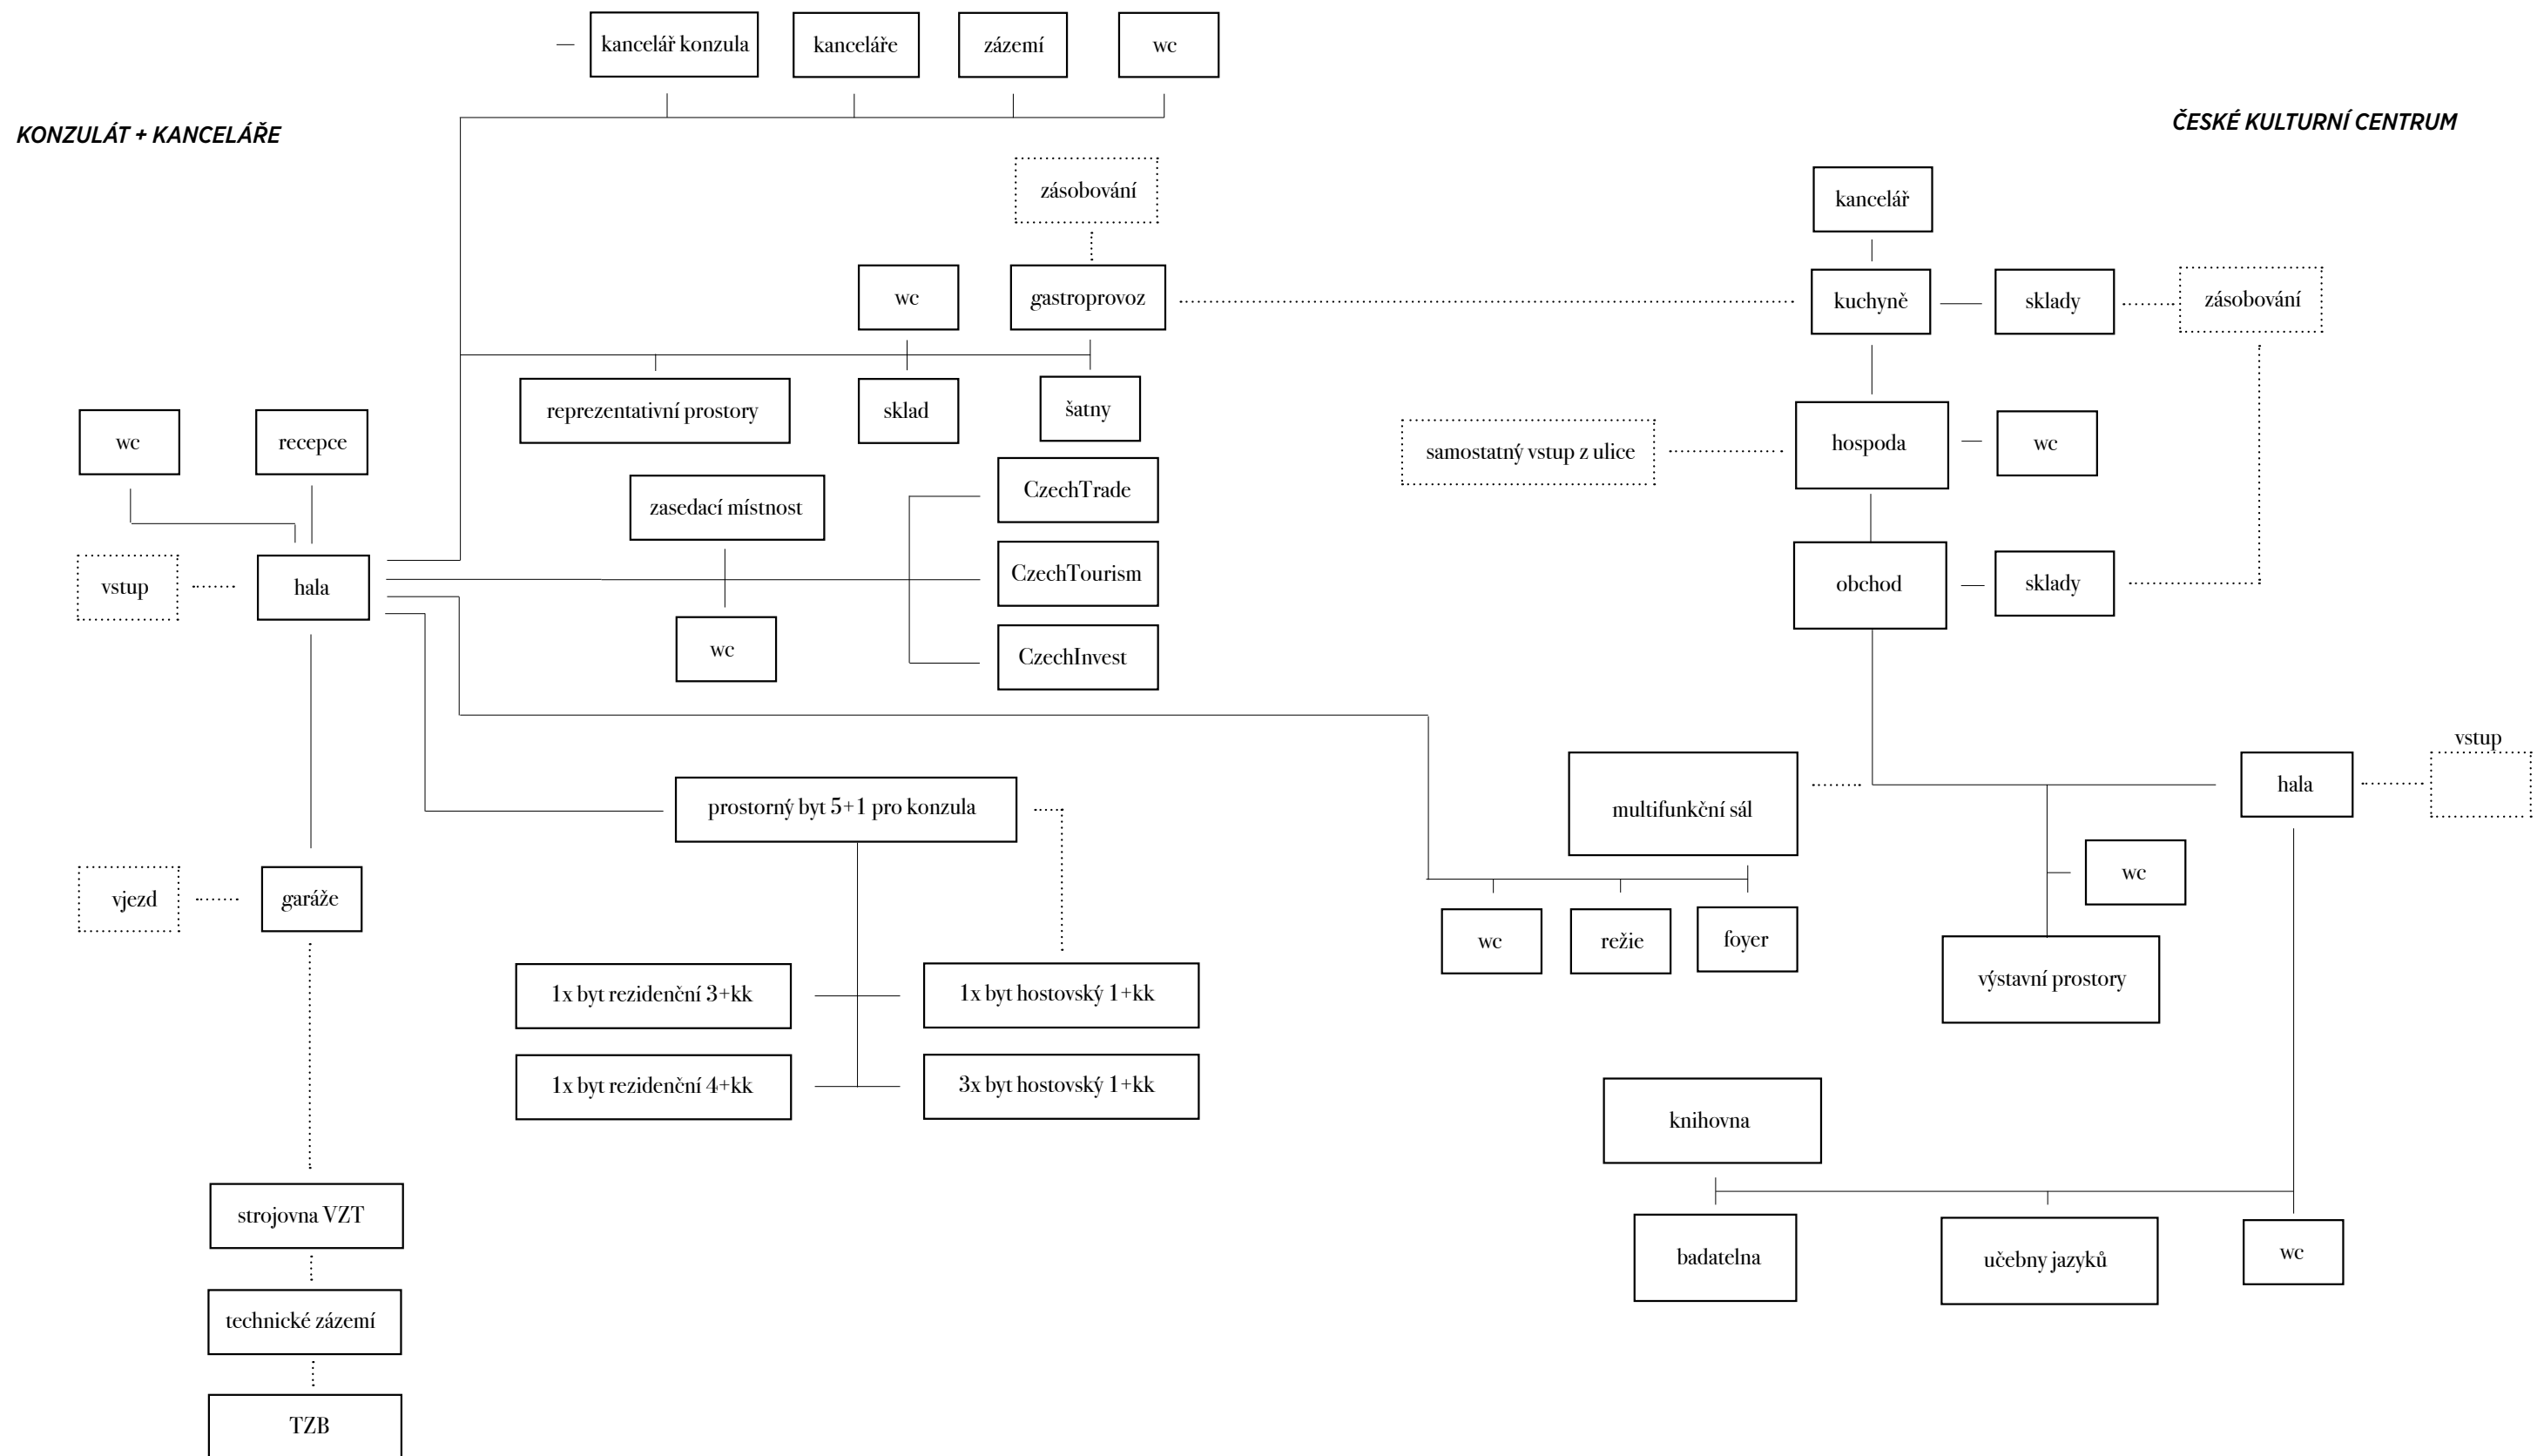 kancelář konzula
kanceláře
zázemí
wc
KONZULÁT + KANCELÁŘE
ČESKÉ KULTURNÍ CENTRUM
zásobování
kancelář
wc
gastroprovoz
kuchyně
sklady
zásobování
reprezentativní prostory
sklad
šatny
wc
recepce
samostatný vstup z ulice
hospoda
wc
zasedací místnost
CzechTrade
vstup
hala
CzechTourism
obchod
sklady
wc
CzechInvest
vstup
prostorný byt 5+1 pro konzula
multifunkční sál
hala
wc
vjezd
garáže
wc
režie
foyer
výstavní prostory
1x byt rezidenční 3+kk
1x byt hostovský 1+kk
1x byt rezidenční 4+kk
3x byt hostovský 1+kk
knihovna
strojovna VZT
badatelna
učebny jazyků
wc
technické zázemí
TZB